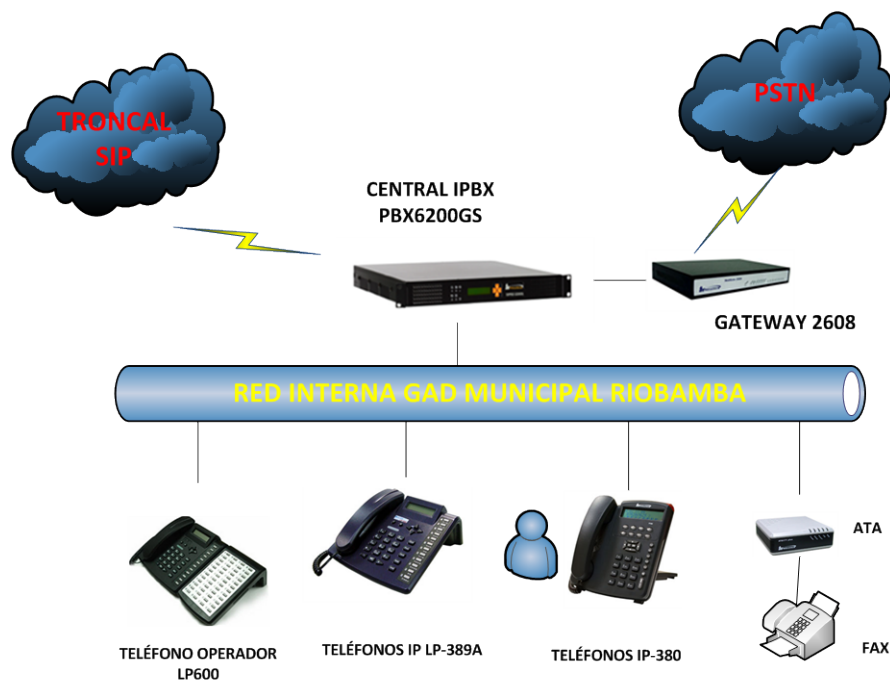 TRONCAL
SIP
PSTN
CENTRAL IPBX
PBX6200GS
GATEWAY 2608
RED INTERNA GAD MUNICIPAL RIOBAMBA
TELÉFONO OPERADOR
LP600
TELÉFONOS IP LP-389A
TELÉFONOS IP-380
ATA
FAX